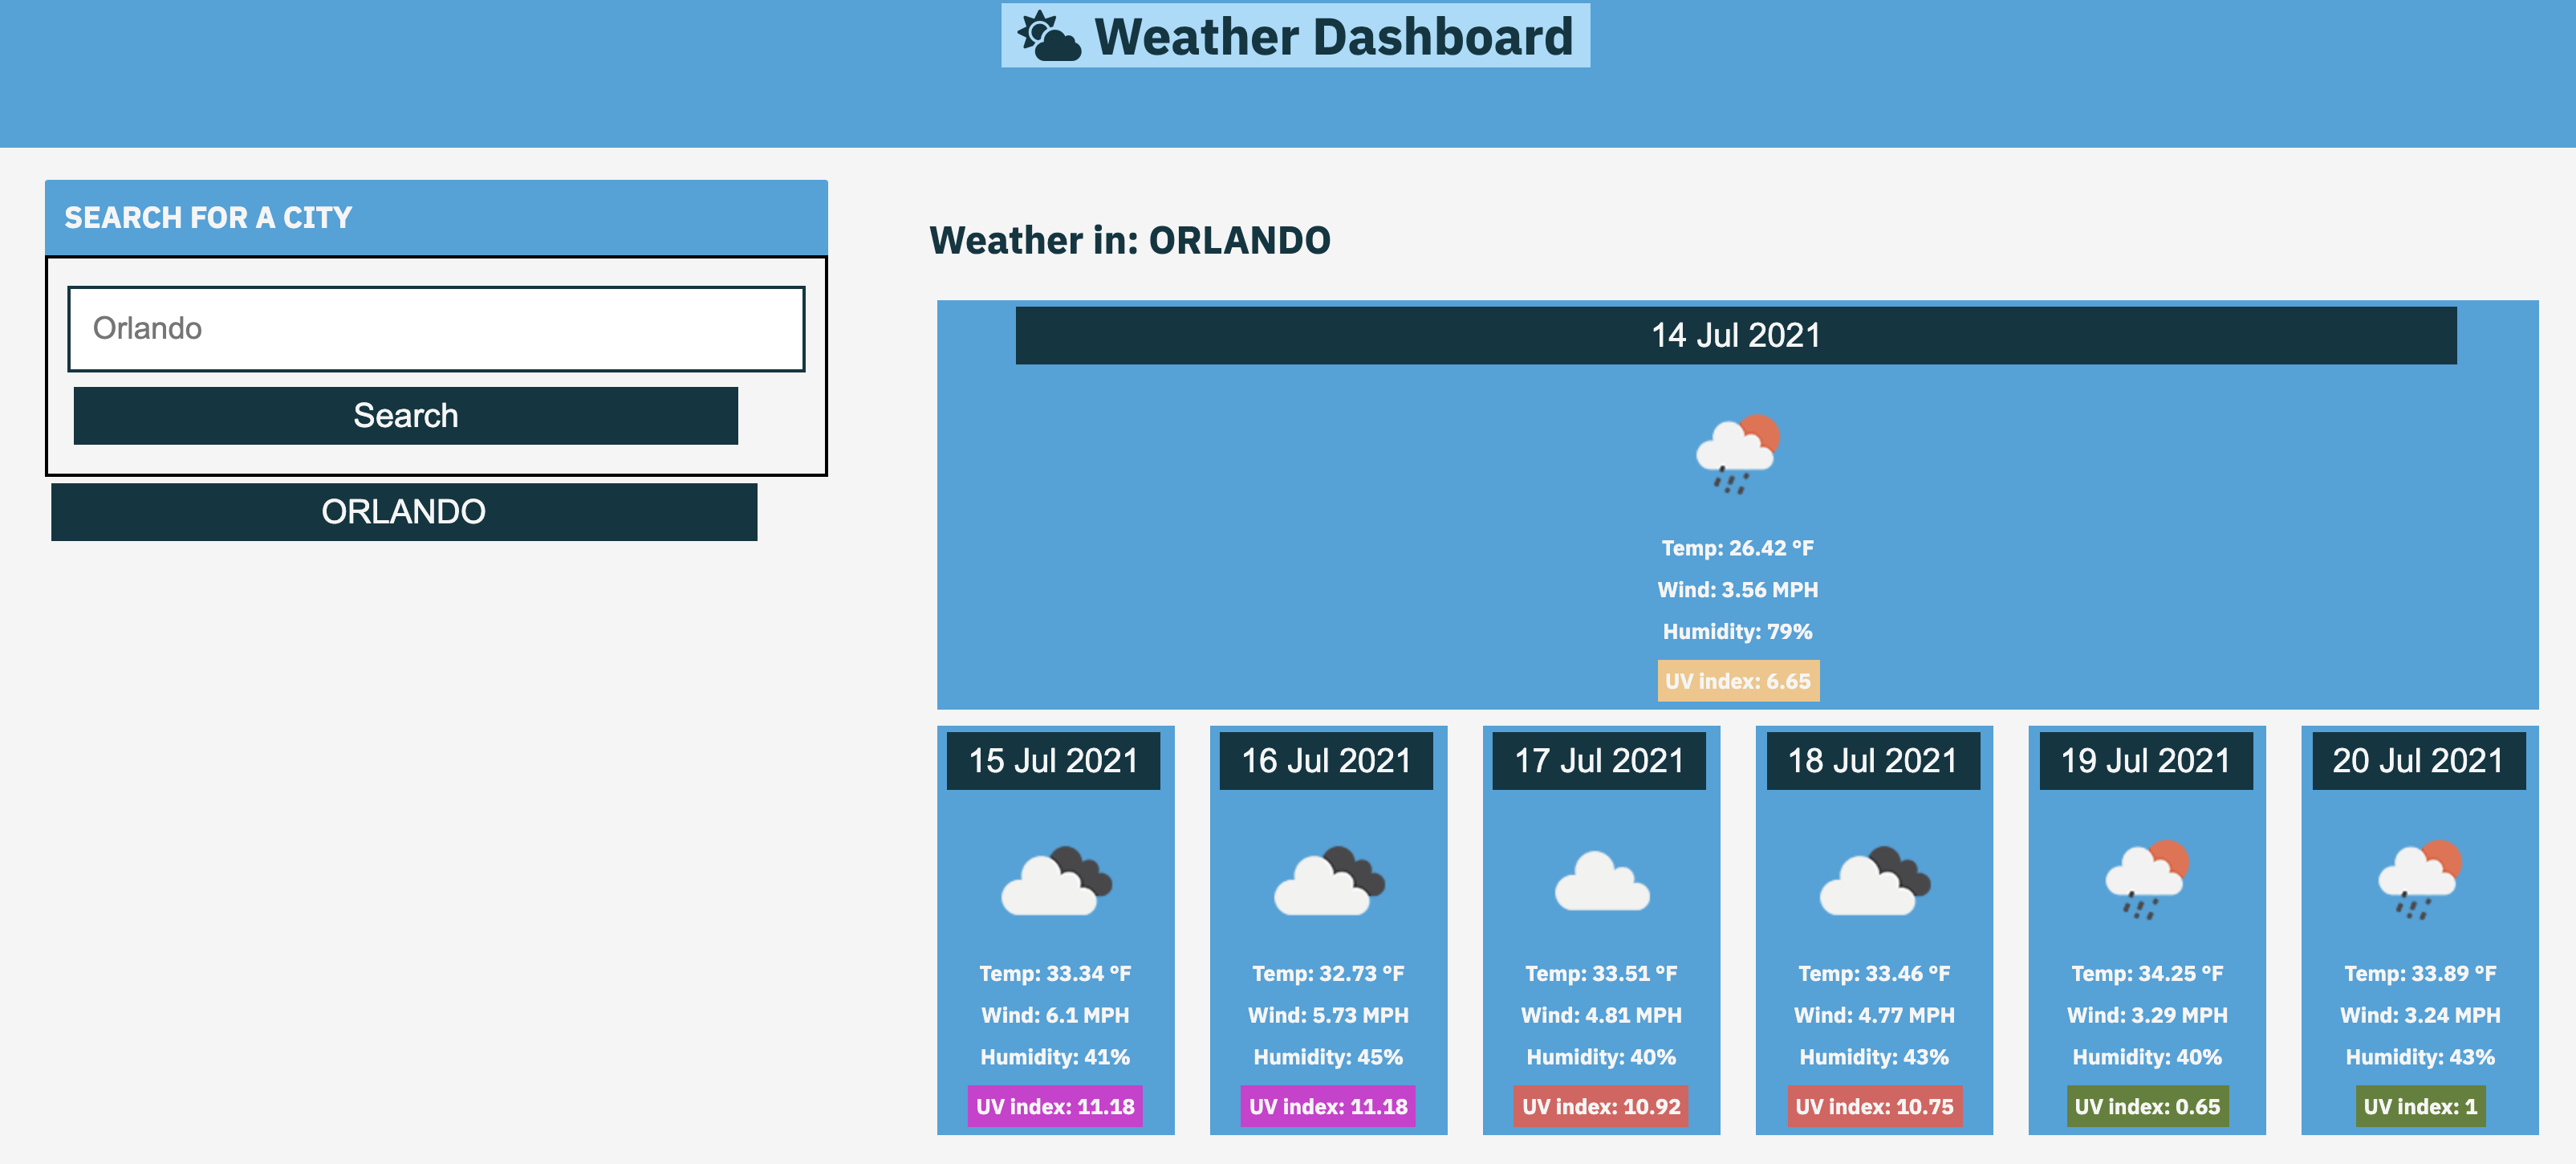 Weather Dashboard
SEARCH FOR A CITY
Orlando
Search
ORLANDO
Weather in: ORLANDO
14 Jul 2021
Temp: 26.42 °F
Wind: 3.56 MPH
Humidity: 79%
UV index: 6.65
15 Jul 2021
Temp: 33.34 °F
Wind: 6.1 MPH
Humidity: 41%
UV index: 11.18
16 Jul 2021
Temp: 32.73 °F
Wind: 5.73 MPH
Humidity: 45%
UV index: 11.18
17 Jul 2021
Temp: 33.51 °F
Wind: 4.81 MPH
Humidity: 40%
UV index: 10.92
18 Jul 2021
Temp: 33.46 °F
Wind: 4.77 MPH
Humidity: 43%
UV index: 10.75
19 Jul 2021
Temp: 34.25 °F
Wind: 3.29 MPH
Humidity: 40%
UV index: 0.65
20 Jul 2021
Temp: 33.89 °F
Wind: 3.24 MPH
Humidity: 43%
UV index: 1